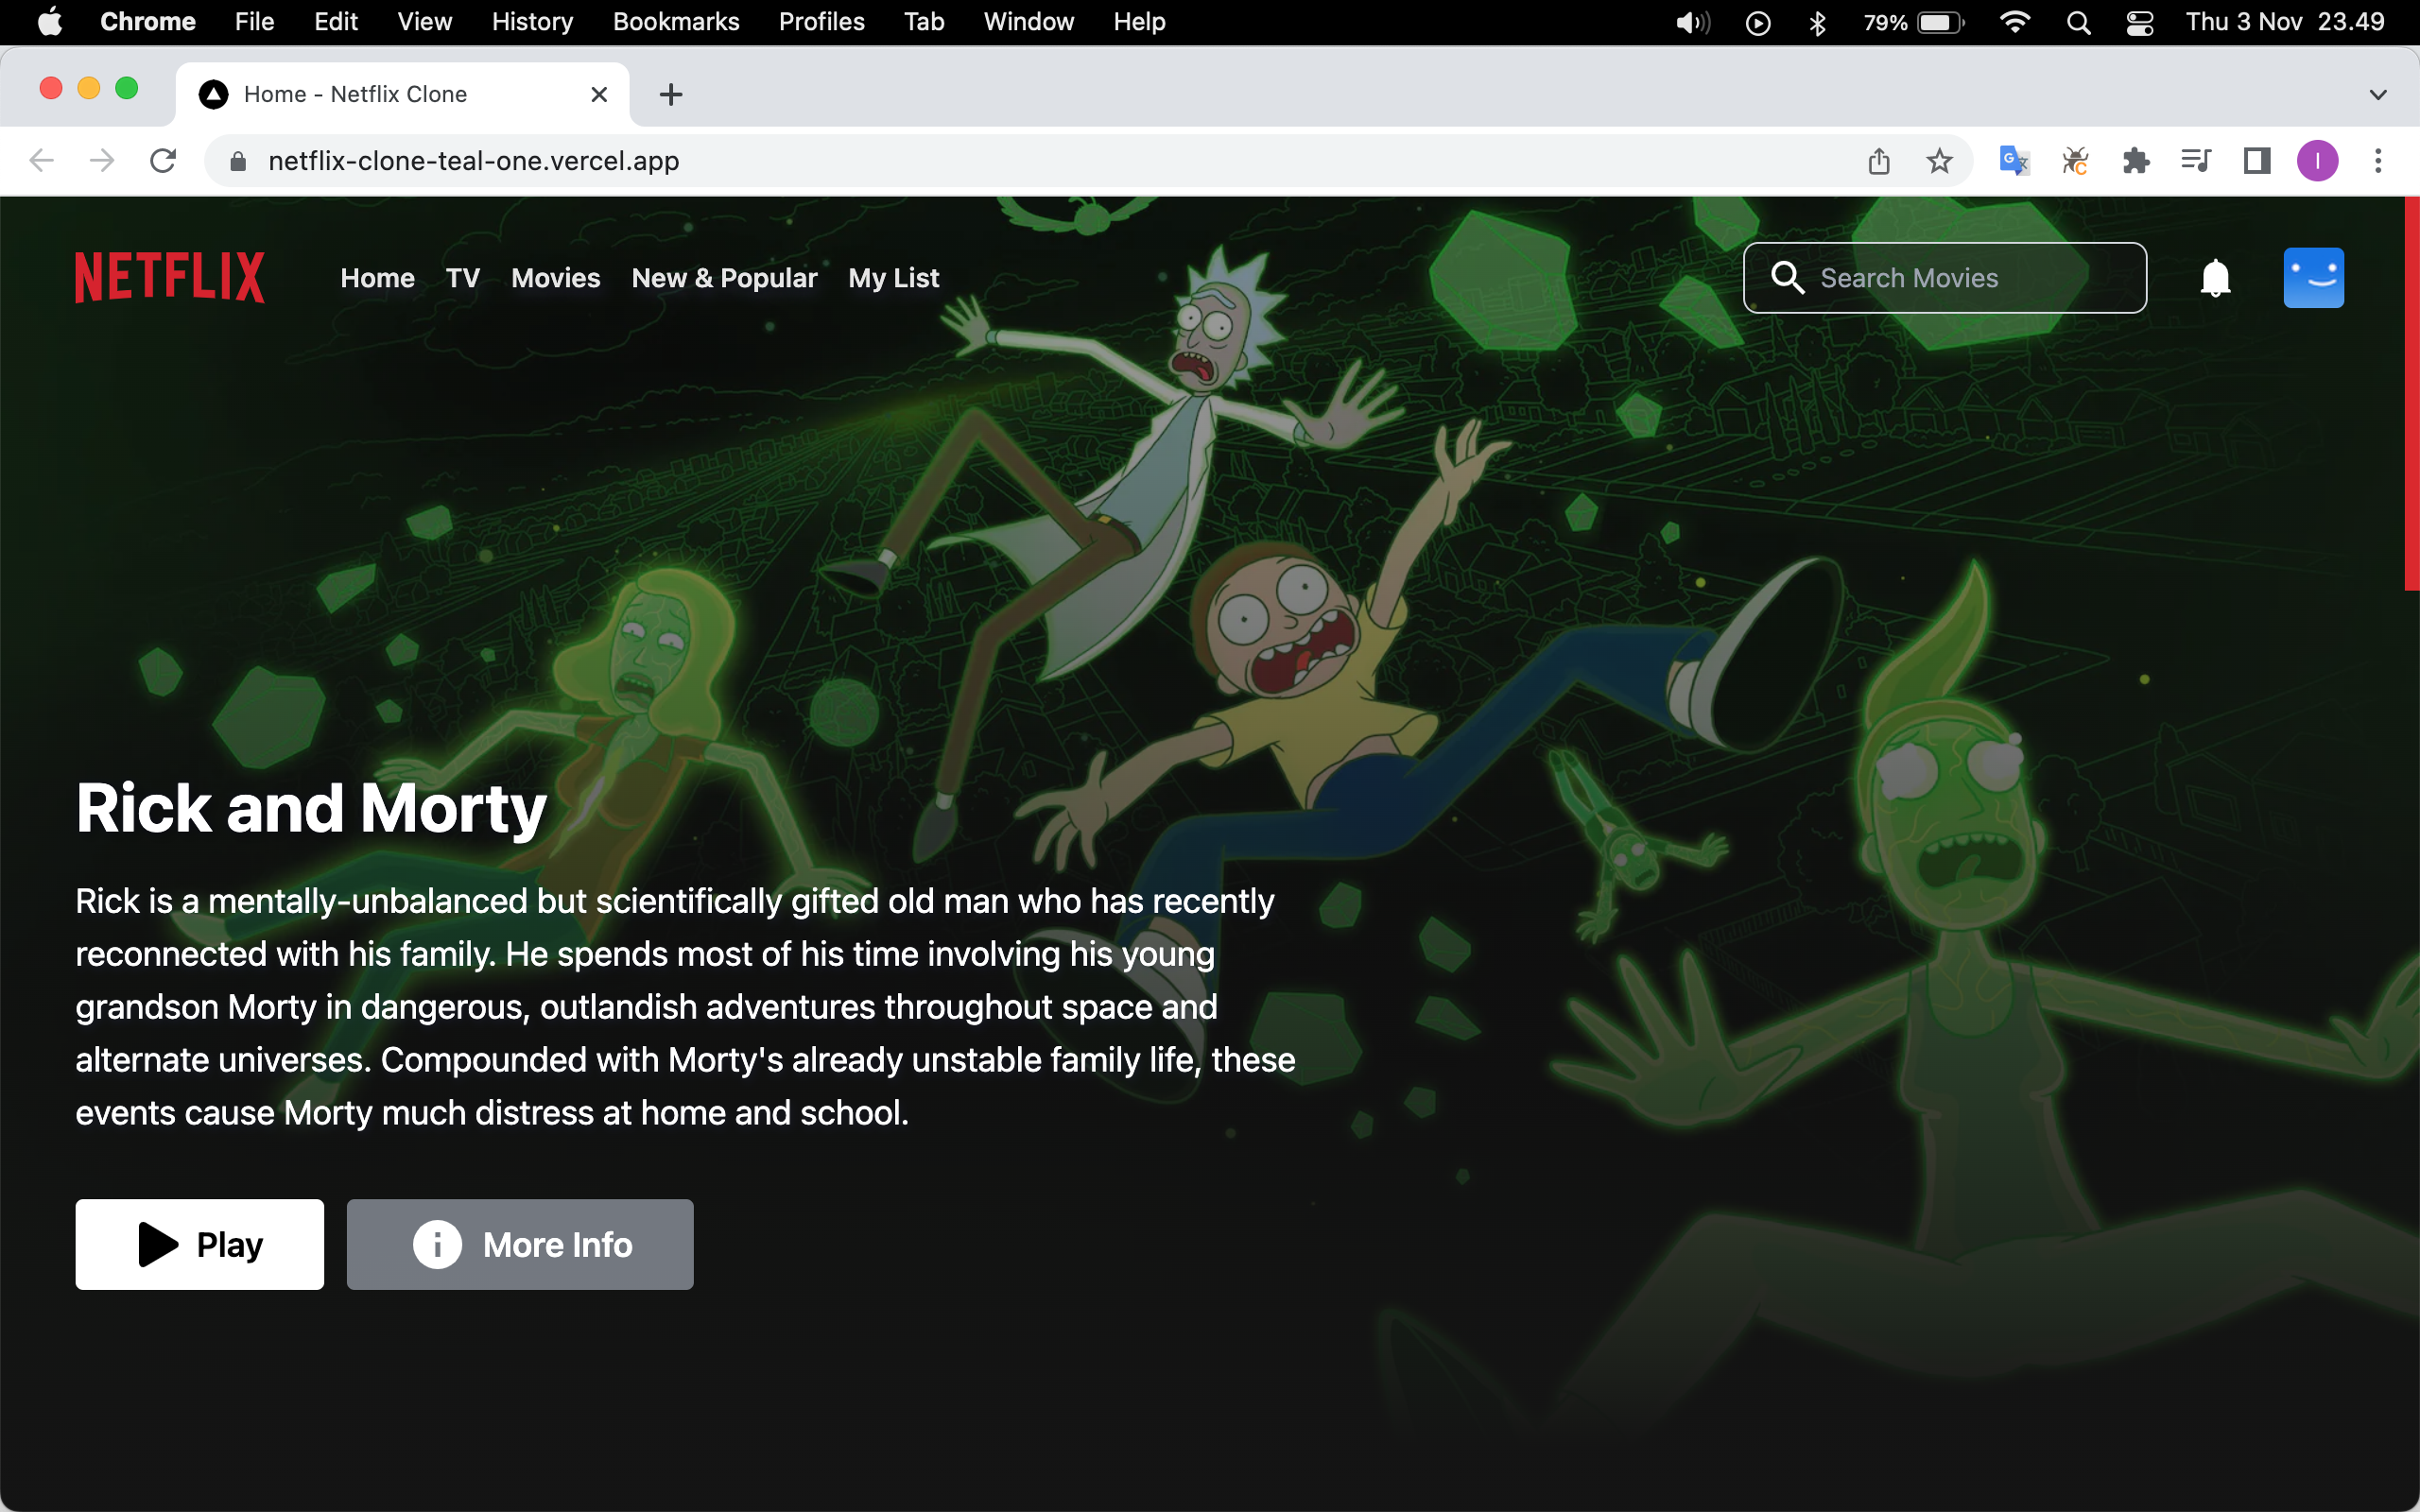 Chrome File Edit View History Bookmarks Profiles Tab Window Help 79% Thu 3 Nov 23.49
Home - Netflix Clone
netflix-clone-teal-one.vercel.app
NETFLIX Home TV Movies New & Popular My List Search Movies
Rick and Morty
Rick is a mentally-unbalanced but scientifically gifted old man who has recently
reconnected with his family. He spends most of his time involving his young
grandson Morty in dangerous, outlandish adventures throughout space and
alternate universes. Compounded with Morty's already unstable family life, these
events cause Morty much distress at home and school.
Play More Info